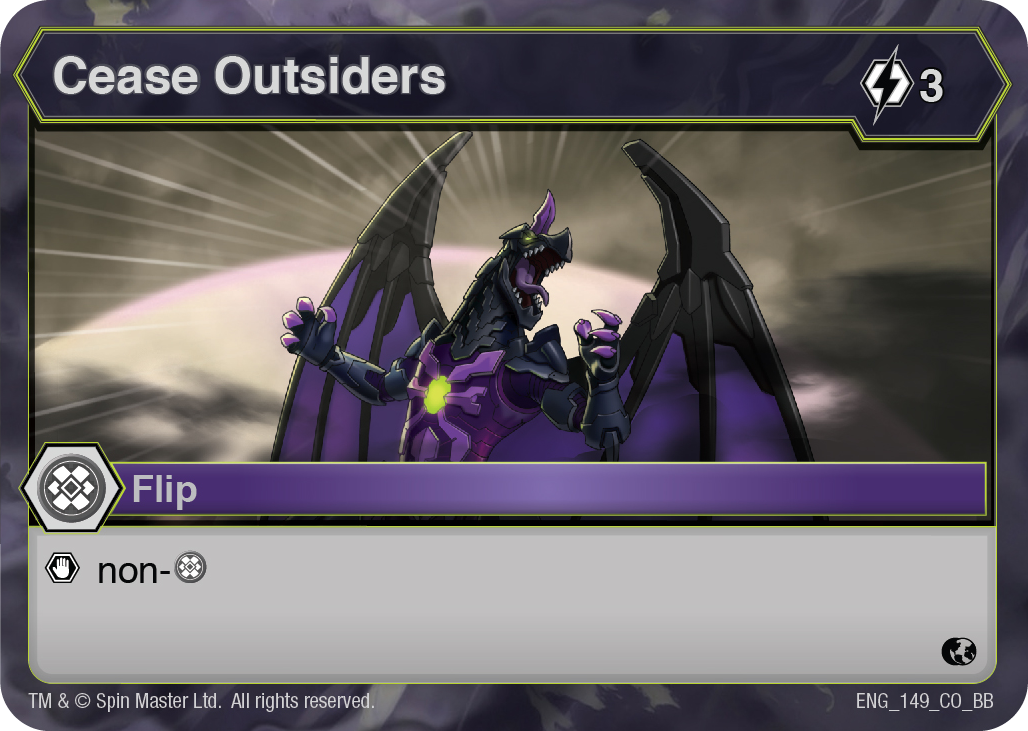 Cease Outsiders
3
Flip
non-
TM & © Spin Master Ltd. All rights reserved.
ENG_149_CO_BB